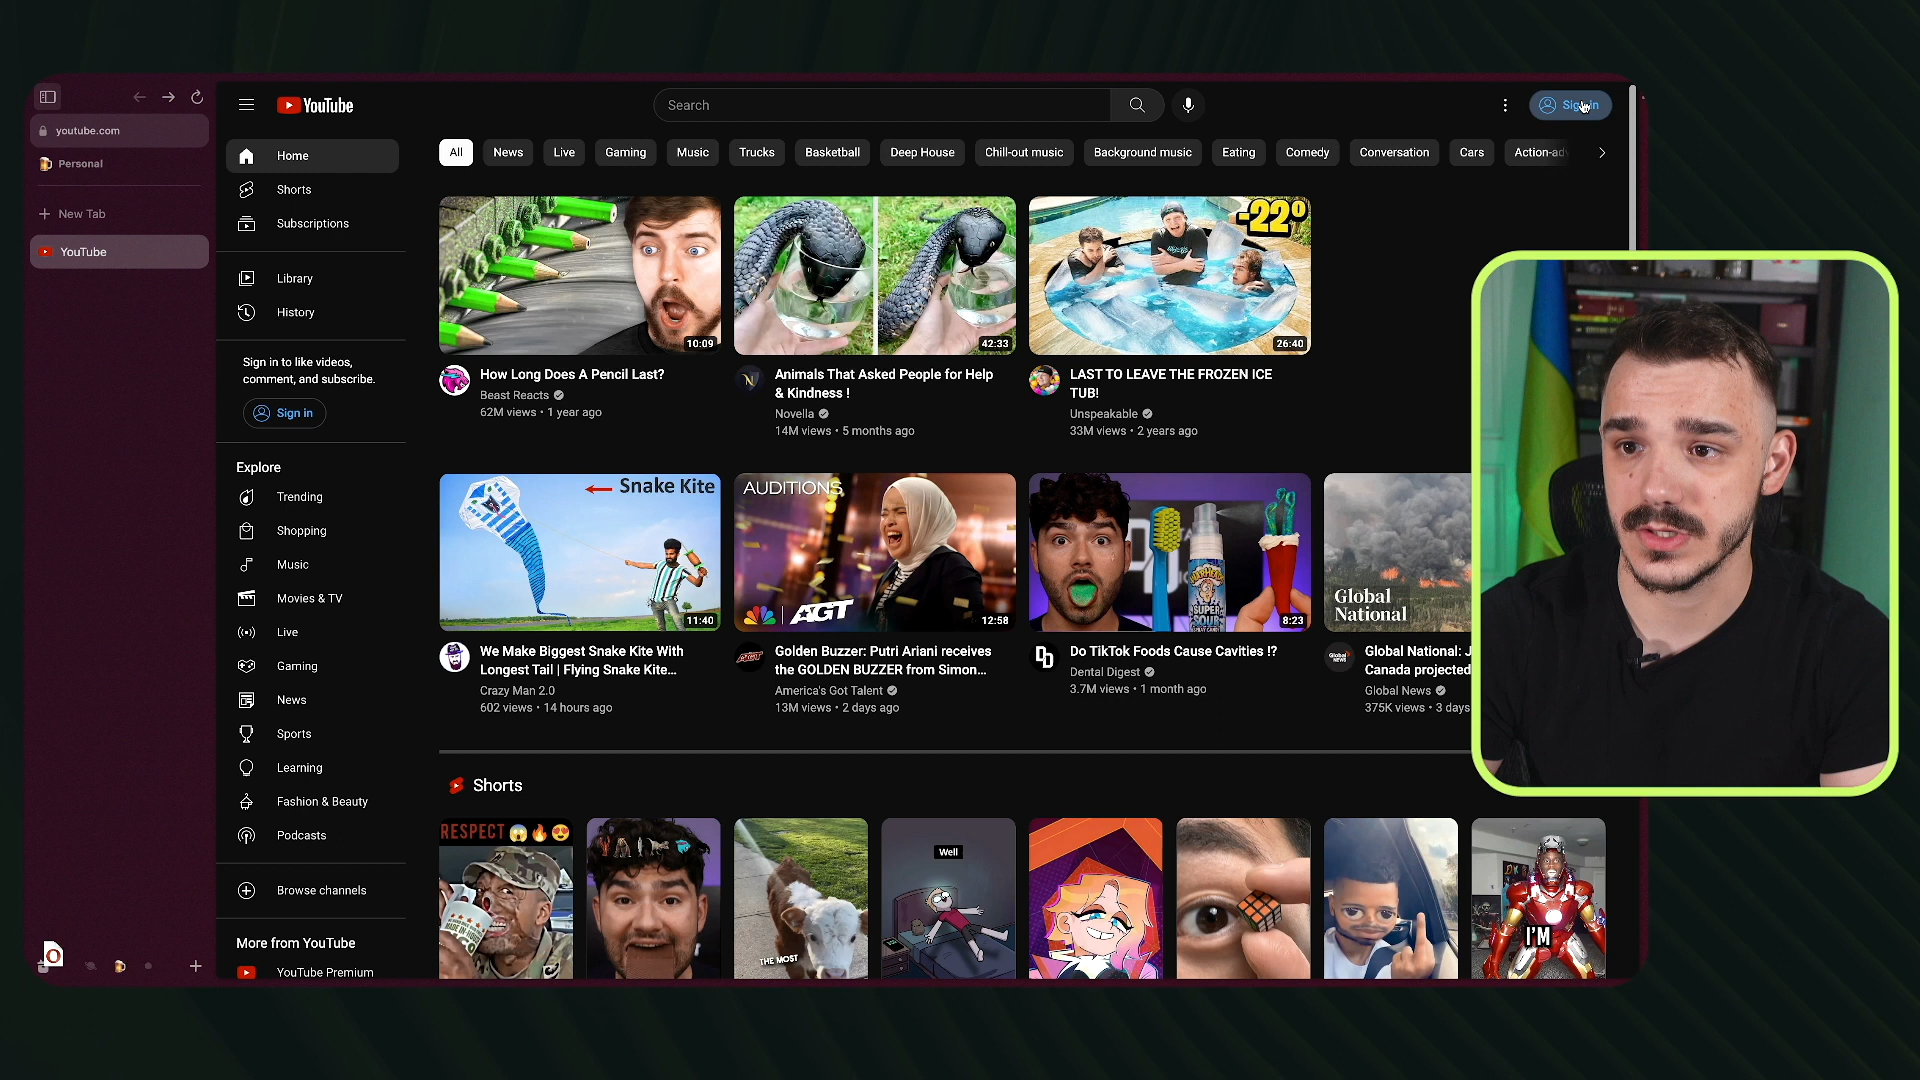 youtube.com
Personal
New Tab
YouTube
YouTube
Search
Sign in
All
News
Live
Gaming
Music
Trucks
Basketball
Deep House
Chill-out music
Background music
Eating
Comedy
Conversation
Cars
Action-ad
Home
Shorts
Subscriptions
Library
History
Sign in to like videos,
comment, and subscribe.
Sign in
Explore
Trending
Shopping
Music
Movies & TV
Live
Gaming
News
Sports
Learning
Fashion & Beauty
Podcasts
Browse channels
More from YouTube
YouTube Premium
10:09
How Long Does A Pencil Last?
Beast Reacts
62M views • 1 year ago
42:33
Animals That Asked People for Help
& Kindness !
Novella
14M views • 5 months ago
-22º
26:40
LAST TO LEAVE THE FROZEN ICE
TUB!
Unspeakable
33M views • 2 years ago
Snake Kite
11:40
We Make Biggest Snake Kite With
Longest Tail | Flying Snake Kite...
Crazy Man 2.0
602 views • 14 hours ago
AUDITIONS
AGT
12:58
Golden Buzzer: Putri Ariani receives
the GOLDEN BUZZER from Simon...
America's Got Talent
13M views • 2 days ago
WARHEADS
SUPER
SOUR
8:23
Do TikTok Foods Cause Cavities !?
Dental Digest
3.7M views • 1 month ago
Global
National
Global National: J
Canada projected
Global News
375K views • 3 days
Shorts
RESPECT
THE MOST
Well
I'M